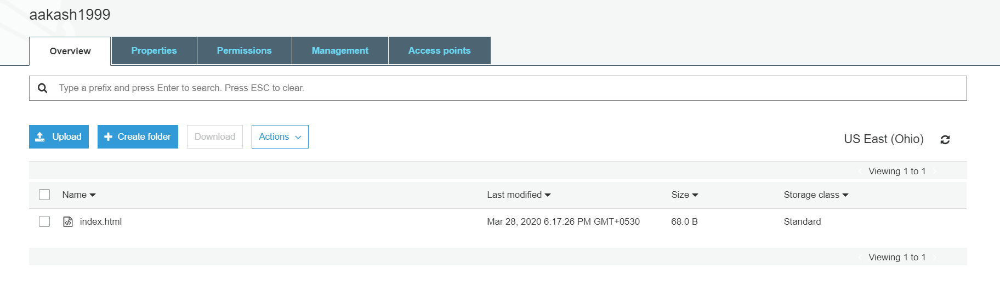 aakash1999
Overview Properties Permissions Management Access points
Type a prefix and press Enter to search. Press ESC to clear.
Upload Create folder Download Actions US East (Ohio)
Viewing 1 to 1
Name Last modified Size Storage class
index.html Mar 28, 2020 6:17:26 PM GMT+0530 68.0 B Standard
Viewing 1 to 1